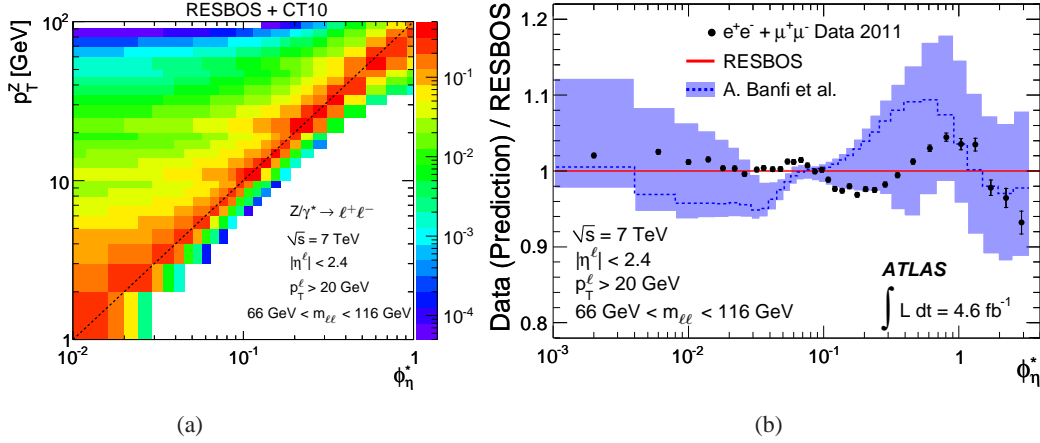 RESBOS + CT10
p_T^Z [GeV]
10²
10
1
Z/γ* → ℓ⁺ℓ⁻
√s = 7 TeV
|η^ℓ| < 2.4
p_T^ℓ > 20 GeV
66 GeV < m_ℓℓ < 116 GeV
10⁻² 10⁻¹ 1
φ*_η
10⁻¹
10⁻²
10⁻³
10⁻⁴
(a)
Data (Prediction) / RESBOS
1.2
1.1
1
0.9
0.8
e⁺e⁻ + μ⁺μ⁻ Data 2011
RESBOS
A. Banfi et al.
√s = 7 TeV
|η^ℓ| < 2.4
p_T^ℓ > 20 GeV
66 GeV < m_ℓℓ < 116 GeV
ATLAS
∫ L dt = 4.6 fb⁻¹
10⁻³ 10⁻² 10⁻¹ 1
φ*_η
(b)